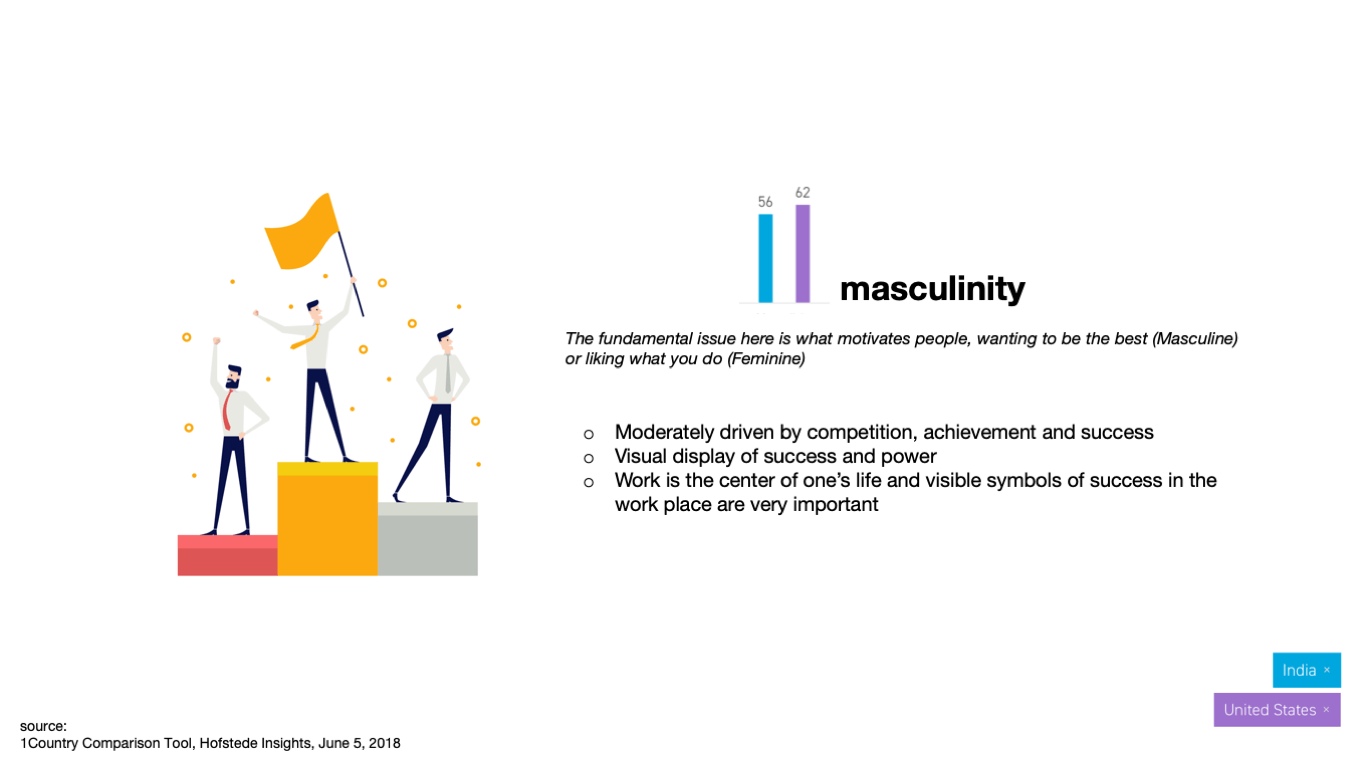 56
62
masculinity
The fundamental issue here is what motivates people, wanting to be the best (Masculine)
or liking what you do (Feminine)
○ Moderately driven by competition, achievement and success
○ Visual display of success and power
○ Work is the center of one’s life and visible symbols of success in the
work place are very important
India ×
United States ×
source:
1Country Comparison Tool, Hofstede Insights, June 5, 2018